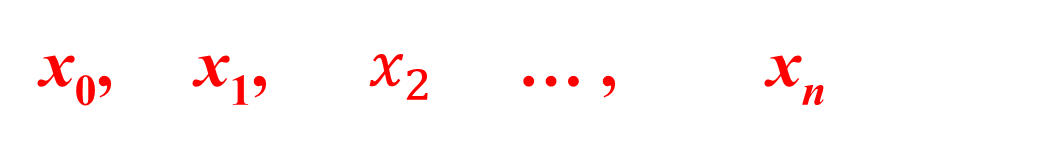 x₀, x₁, x₂ … , xₙ